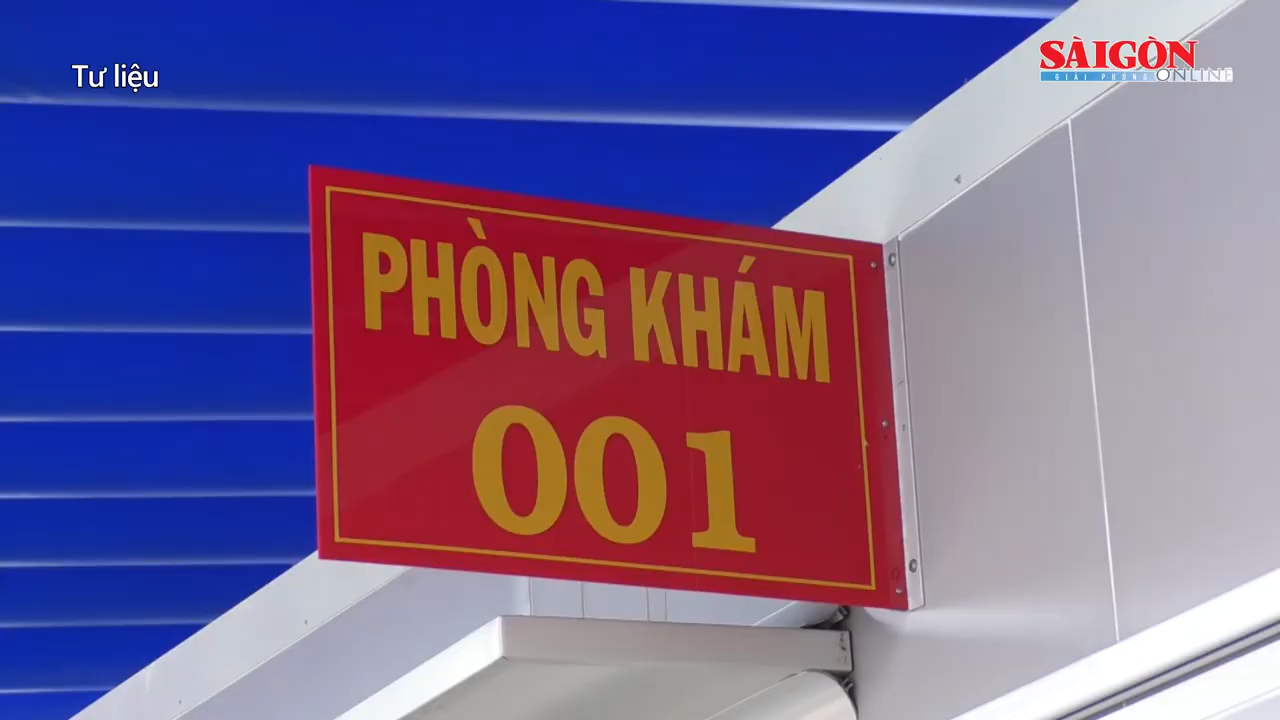 Tư liệu
SÀIGÒN
GIẢI PHÓNG ONLINE
PHÒNG KHÁM
001